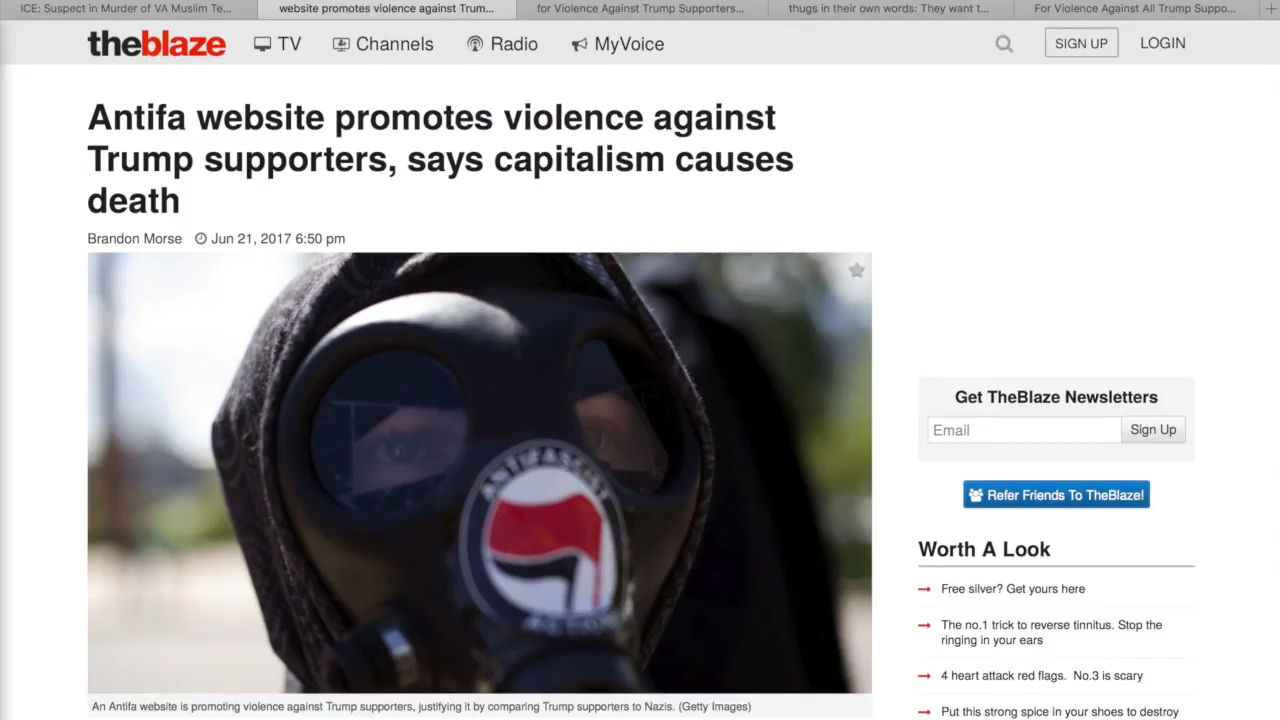 ICE: Suspect in Murder of VA Muslim Te...
website promotes violence against Trum...
for Violence Against Trump Supporters...
thugs in their own words: They want t...
For Violence Against All Trump Suppo...
theblaze
TV
Channels
Radio
MyVoice
SIGN UP
LOGIN
Antifa website promotes violence against
Trump supporters, says capitalism causes
death
Brandon Morse
Jun 21, 2017 6:50 pm
ANTIFASCIST
ACTION
An Antifa website is promoting violence against Trump supporters, justifying it by comparing Trump supporters to Nazis. (Getty Images)
Get TheBlaze Newsletters
Email
Sign Up
Refer Friends To TheBlaze!
Worth A Look
Free silver? Get yours here
The no.1 trick to reverse tinnitus. Stop the
ringing in your ears
4 heart attack red flags. No.3 is scary
Put this strong spice in your shoes to destroy